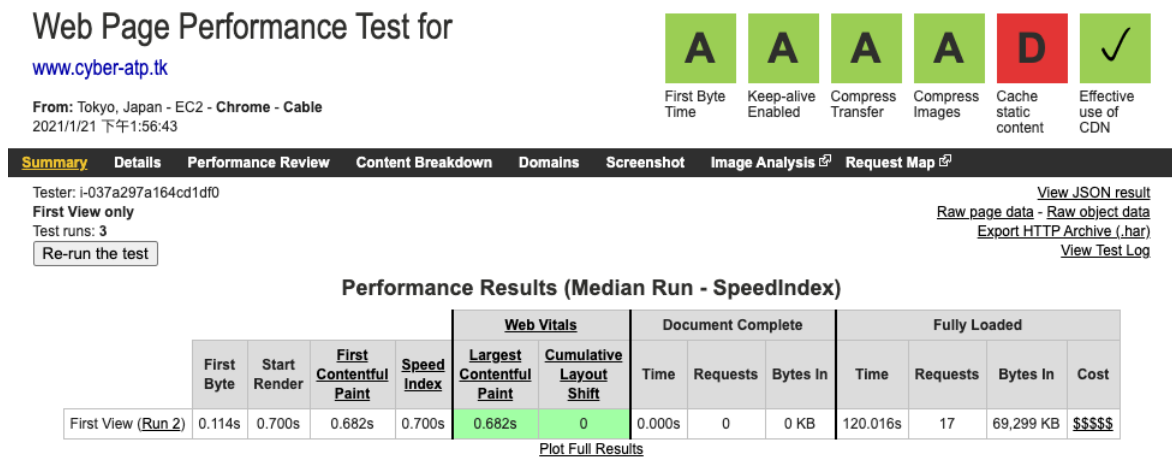 Web Page Performance Test for
www.cyber-atp.tk
From: Tokyo, Japan - EC2 - Chrome - Cable
2021/1/21 下午1:56:43
A
First Byte
Time
A
Keep-alive
Enabled
A
Compress
Transfer
A
Compress
Images
D
Cache
static
content
✓
Effective
use of
CDN
Summary Details Performance Review Content Breakdown Domains Screenshot Image Analysis Request Map
Tester: i-037a297a164cd1df0
First View only
Test runs: 3
Re-run the test
View JSON result
Raw page data - Raw object data
Export HTTP Archive (.har)
View Test Log
Performance Results (Median Run - SpeedIndex)
Web Vitals Document Complete Fully Loaded
First Byte Start Render First Contentful Paint Speed Index Largest Contentful Paint Cumulative Layout Shift Time Requests Bytes In Time Requests Bytes In Cost
First View (Run 2) 0.114s 0.700s 0.682s 0.700s 0.682s 0 0.000s 0 0 KB 120.016s 17 69,299 KB $$$$$
Plot Full Results